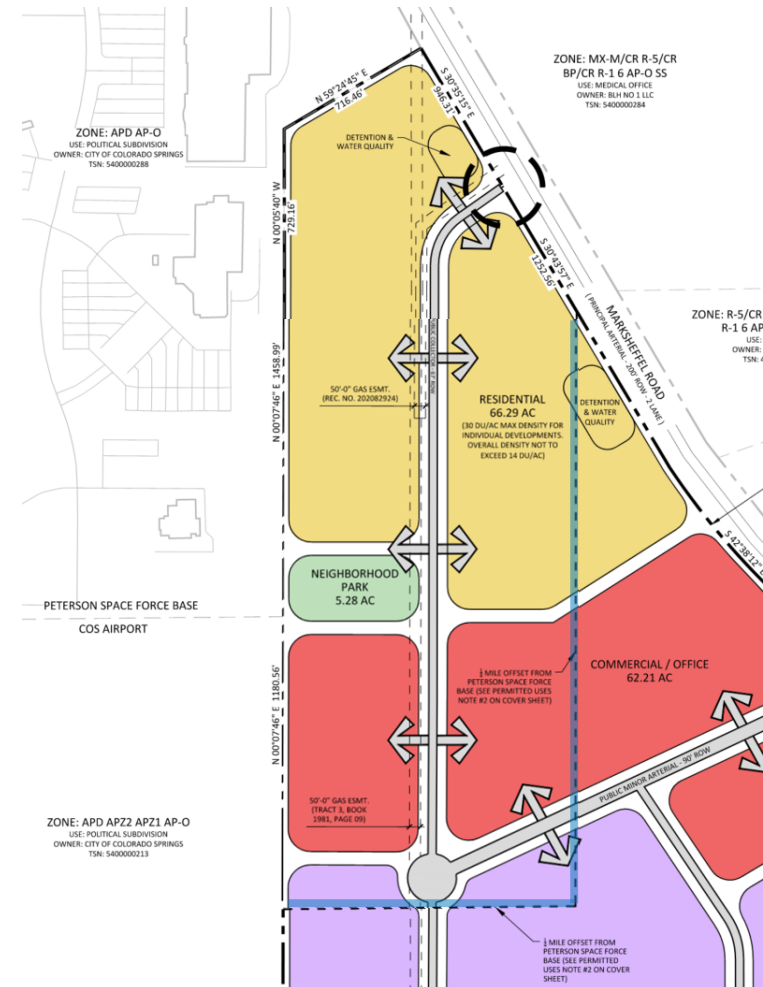 ZONE: MX-M/CR R-5/CR
BP/CR R-1 6 AP-O SS
USE: MEDICAL OFFICE
OWNER: BLH NO 1 LLC
TSN: 5400000284
N 59°24'45" E
716.46'
S 30°35'15" E
946.31'
ZONE: APD AP-O
USE: POLITICAL SUBDIVISION
OWNER: CITY OF COLORADO SPRINGS
TSN: 5400000288
DETENTION &
WATER QUALITY
N 00°05'40" W
729.16'
S 30°43'57" E
1252.56'
MARKSHEFFEL ROAD
( PRINCIPAL ARTERIAL - 200' ROW - 2 LANE )
ZONE: R-5/CR
R-1 6 AP
USE:
OWNER:
TSN: 4
N 00°07'46" E 1458.99'
50'-0" GAS ESMT.
(REC. NO. 202082924)
RESIDENTIAL
66.29 AC
(30 DU/AC MAX DENSITY FOR
INDIVIDUAL DEVELOPMENTS.
OVERALL DENSITY NOT TO
EXCEED 14 DU/AC)
DETENTION
& WATER
QUALITY
S 42°38'12"
NEIGHBORHOOD
PARK
5.28 AC
PETERSON SPACE FORCE BASE
COS AIRPORT
N 00°07'46" E 1180.56'
MILE OFFSET FROM
PETERSON SPACE FORCE
BASE (SEE PERMITTED USES
NOTE #2 ON COVER SHEET)
COMMERCIAL / OFFICE
62.21 AC
PUBLIC MINOR ARTERIAL - 90' ROW
50'-0" GAS ESMT.
(TRACT 3, BOOK
1981, PAGE 09)
ZONE: APD APZ2 APZ1 AP-O
USE: POLITICAL SUBDIVISION
OWNER: CITY OF COLORADO SPRINGS
TSN: 5400000213
MILE OFFSET FROM
PETERSON SPACE FORCE
BASE (SEE PERMITTED
USES NOTE #2 ON COVER
SHEET)